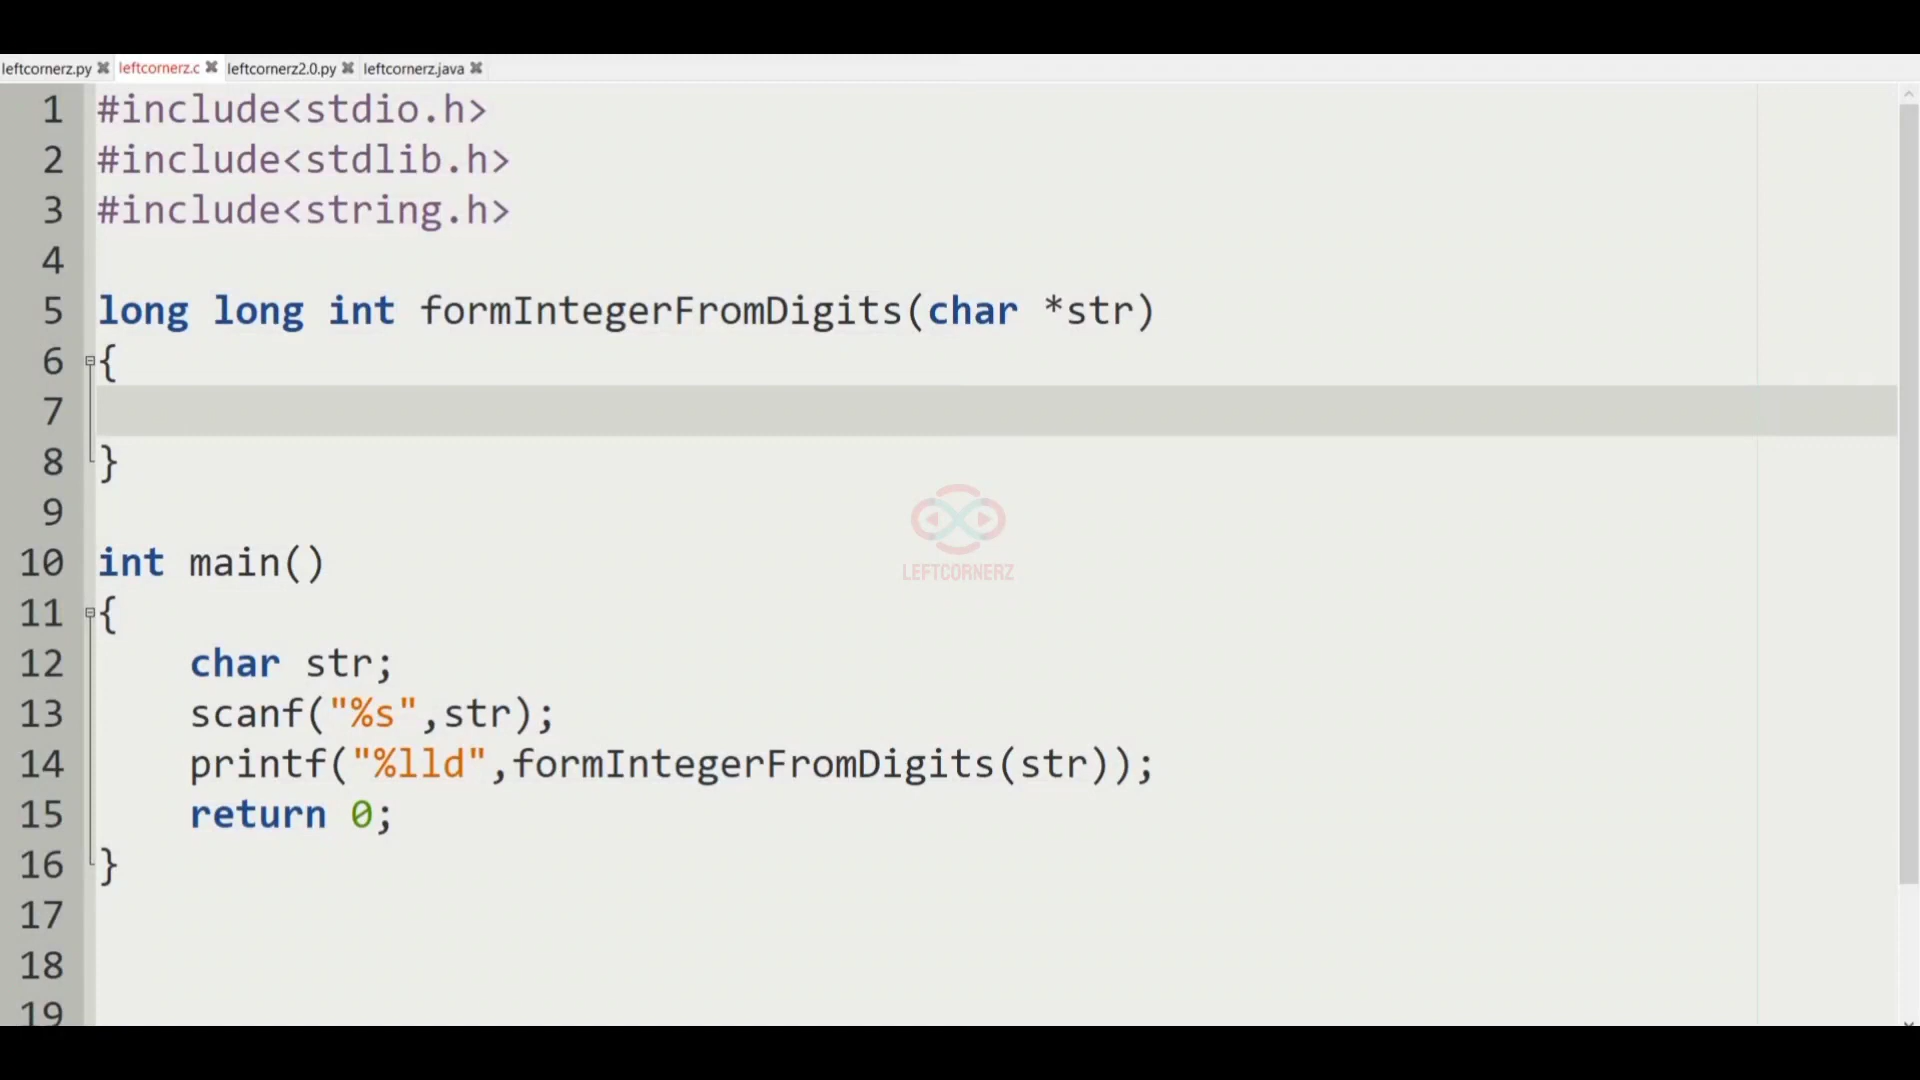 leftcornerz.py leftcornerz.c leftcornerz2.0.py leftcornerz.java
1 #include<stdio.h>
2 #include<stdlib.h>
3 #include<string.h>
4
5 long long int formIntegerFromDigits(char *str)
6 {
7
8 }
9
LEFTCORNERZ
10 int main()
11 {
12 char str;
13 scanf("%s",str);
14 printf("%lld",formIntegerFromDigits(str));
15 return 0;
16 }
17
18
19